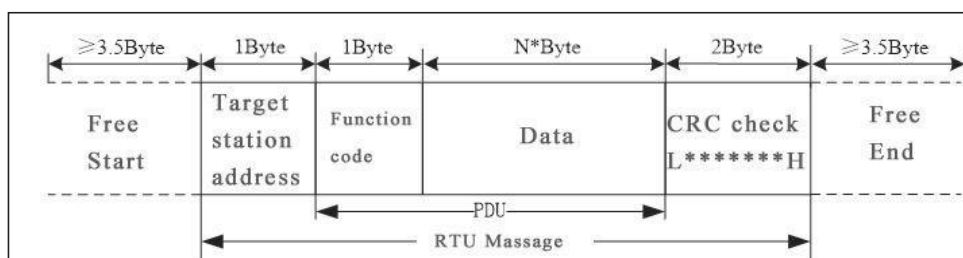 ≥3.5Byte 1Byte 1Byte N*Byte 2Byte ≥3.5Byte
Free Start
Target station address
Function code
Data
CRC check
L*******H
Free End
PDU
RTU Massage